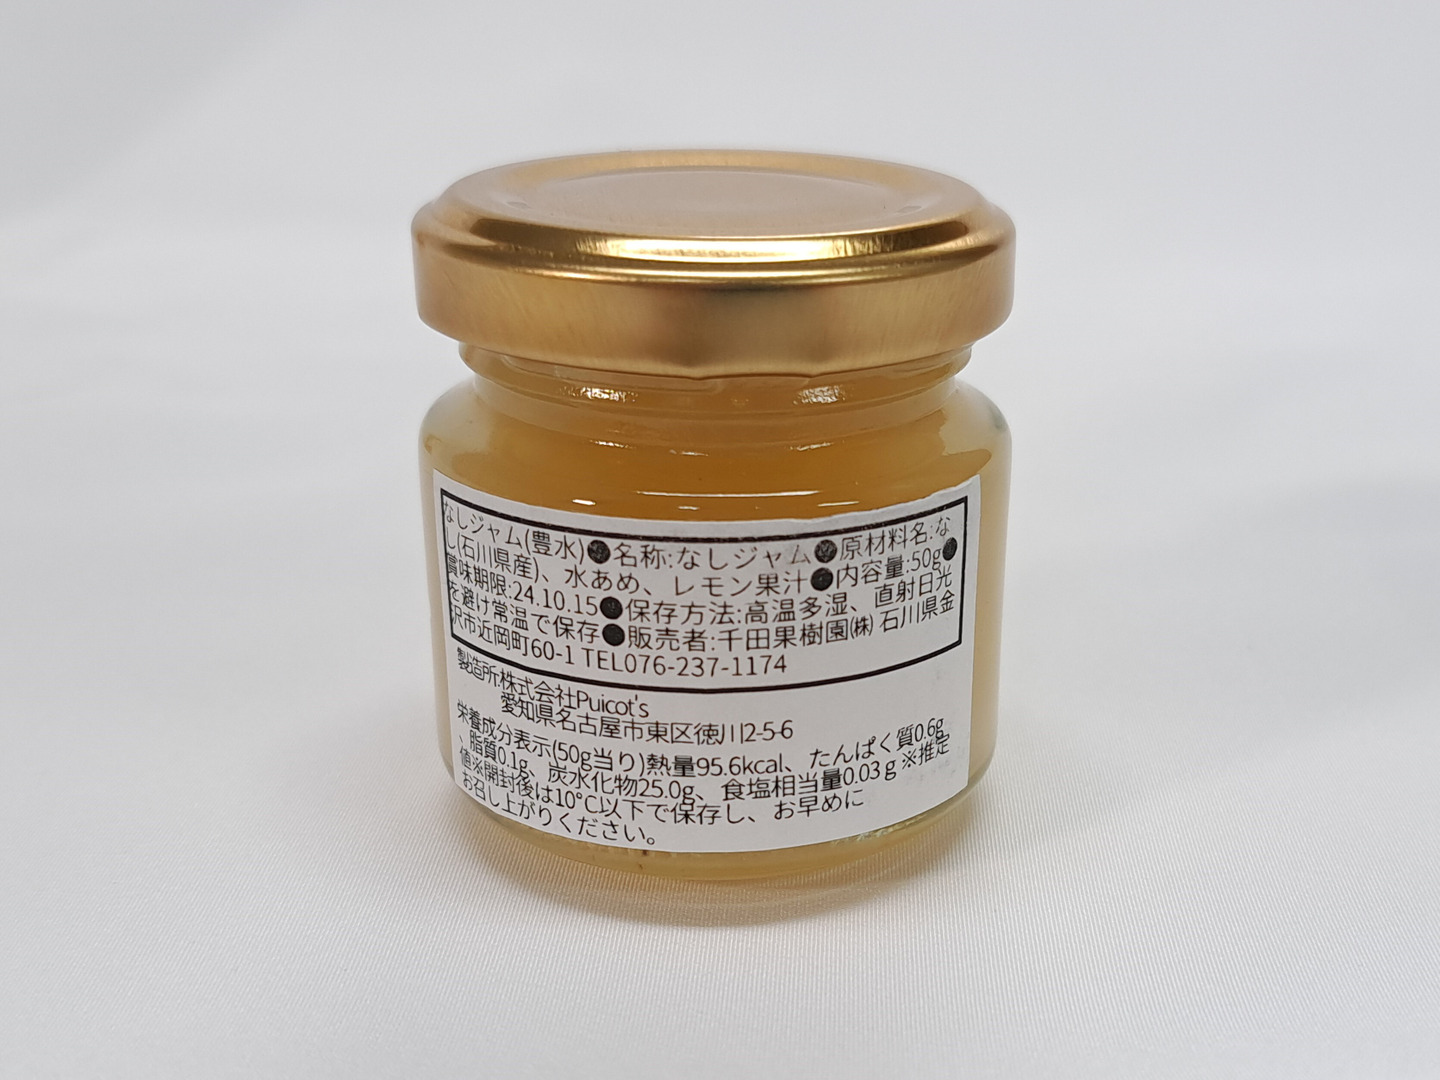 なしジャム(豊水)●名称:なしジャム●原材料名:な
し(石川県産)、水あめ、レモン果汁●内容量:50g●
賞味期限:24.10.15●保存方法:高温多湿、直射日光
を避け常温で保存●販売者:千田果樹園㈱ 石川県金
沢市近岡町60-1 TEL076-237-1174
製造所:株式会社Puicot's
愛知県名古屋市東区徳川2-5-6
栄養成分表示(50g当り)熱量95.6kcal、たんぱく質0.6g
、脂質0.1g、炭水化物25.0g、食塩相当量0.03g ※推定
値※開封後は10°C以下で保存し、お早めに
お召し上がりください。